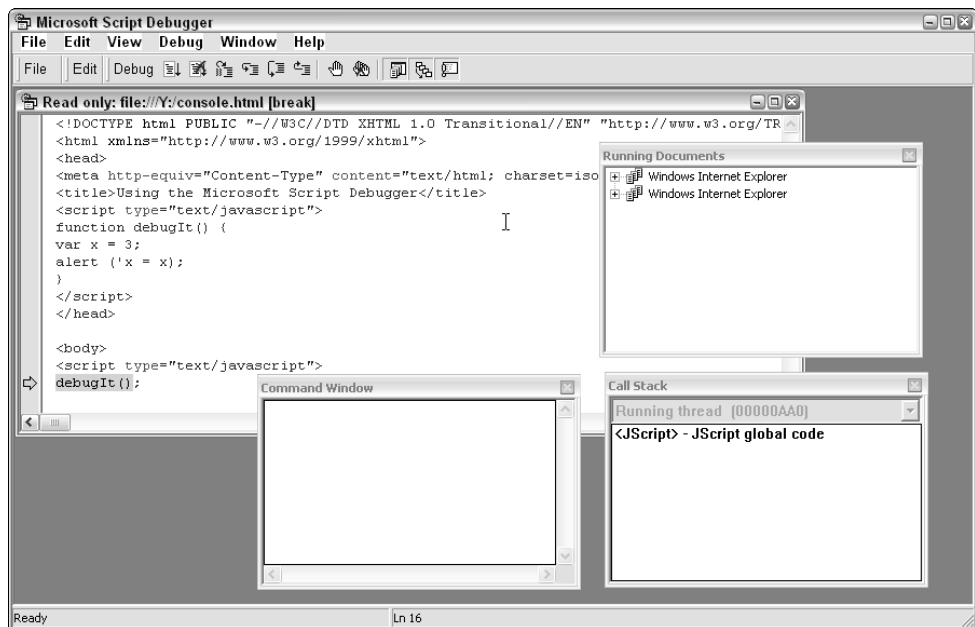 Microsoft Script Debugger
File Edit View Debug Window Help
File Edit Debug
Read only: file:///Y:/console.html [break]
<!DOCTYPE html PUBLIC "-//W3C//DTD XHTML 1.0 Transitional//EN" "http://www.w3.org/TR
<html xmlns="http://www.w3.org/1999/xhtml">
<head>
<meta http-equiv="Content-Type" content="text/html; charset=iso
<title>Using the Microsoft Script Debugger</title>
<script type="text/javascript">
function debugIt() {
var x = 3;
alert ('x = x);
}
</script>
</head>
<body>
<script type="text/javascript">
debugIt();
Running Documents
Windows Internet Explorer
Windows Internet Explorer
Command Window
Call Stack
Running thread (00000AA0)
<JScript> - JScript global code
Ready
Ln 16